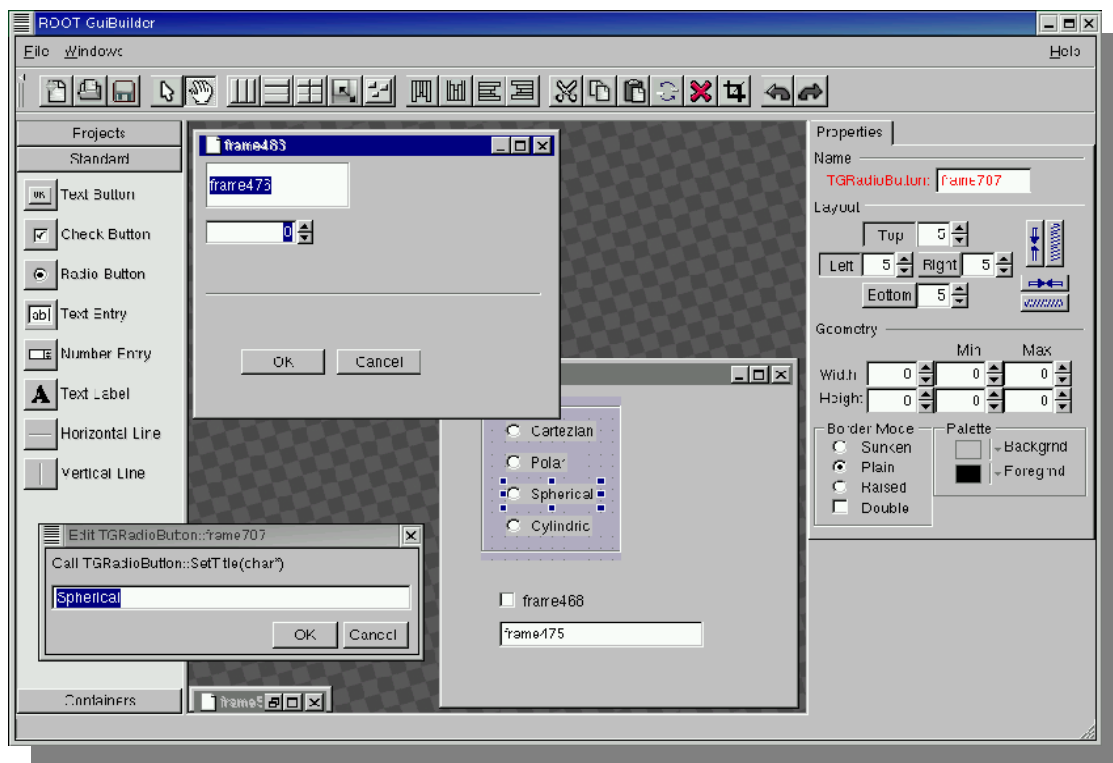 ROOT GuiBuilder
File Windows Help
Projects
Standard
OK Text Button
Check Button
Radio Button
ab| Text Entry
Number Entry
A Text Label
Horizontal Line
Vertical Line
Containers
frame483
frame473
0
OK Cancel
Cartezian
Polar
Spherical
Cylindric
frame468
frame475
Edit TGRadioButton::frame707
Call TGRadioButton::SetTitle(char*)
Spherical
OK Cancel
Properties
Name
TGRadioButton: frame707
Layout
Top 5
Left 5 Right 5
Bottom 5
Geometry
Min Max
Width 0 0 0
Height 0 0 0
Border Mode
Sunken
Plain
Raised
Double
Palette
Backgrnd
Foregrnd